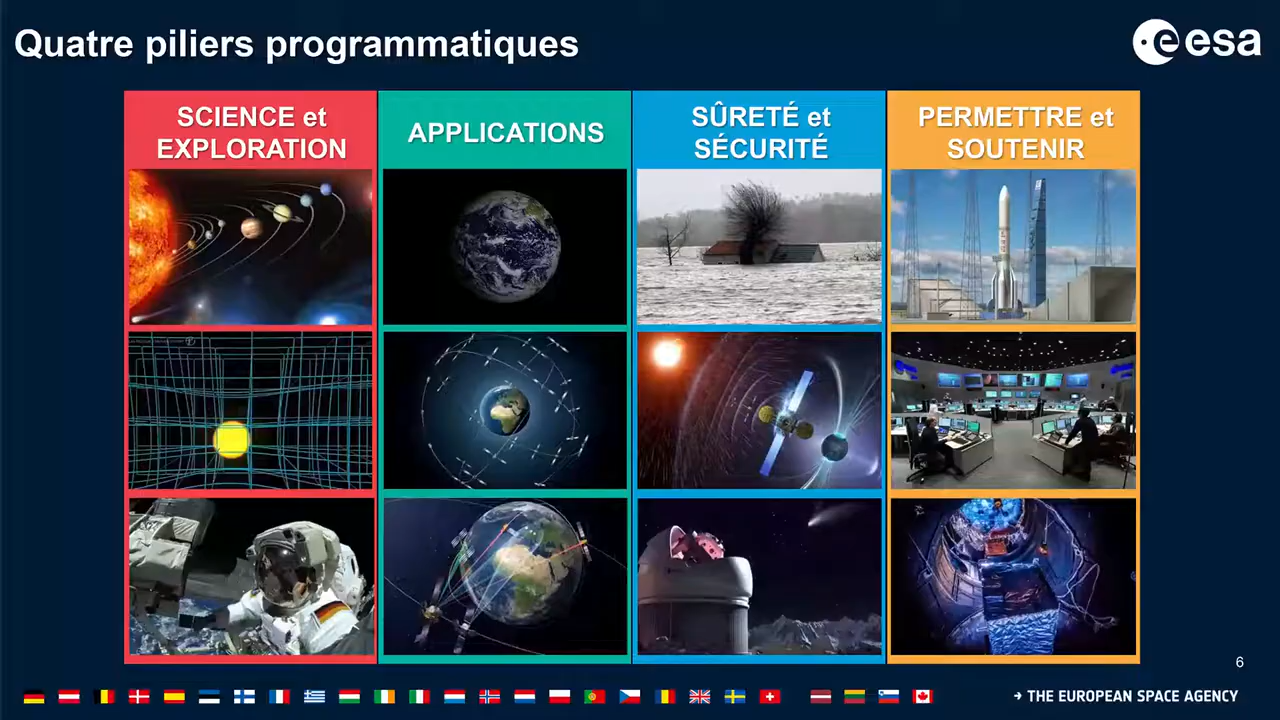 Quatre piliers programmatiques
esa
SCIENCE et
EXPLORATION
APPLICATIONS
SÛRETÉ et
SÉCURITÉ
PERMETTRE et
SOUTENIR
6
→ THE EUROPEAN SPACE AGENCY